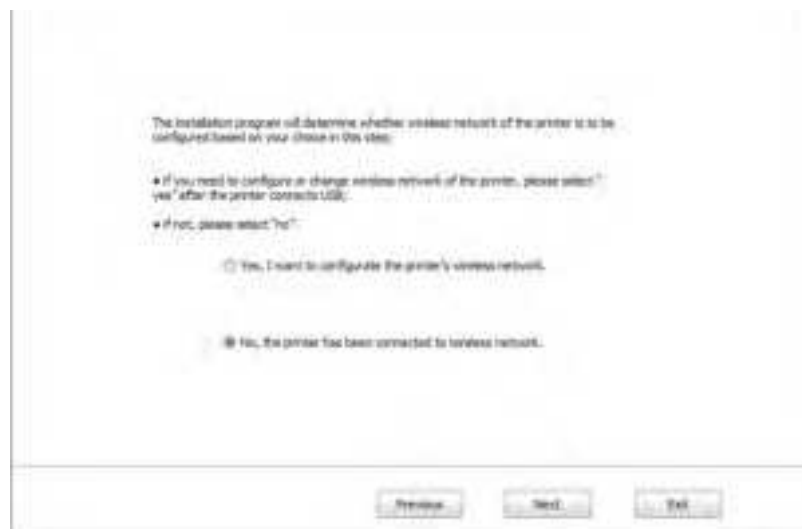 The installation program will determine whether wireless network of the printer is to be
configured based on your choice in this step;
● If you need to configure or change wireless network of the printer, please select "
yes" after the printer connects USB;
● If not, please select "no".
Yes, I want to configurate the printer's wireless network.
No, the printer has been connected to wireless network.
Previous Next Exit